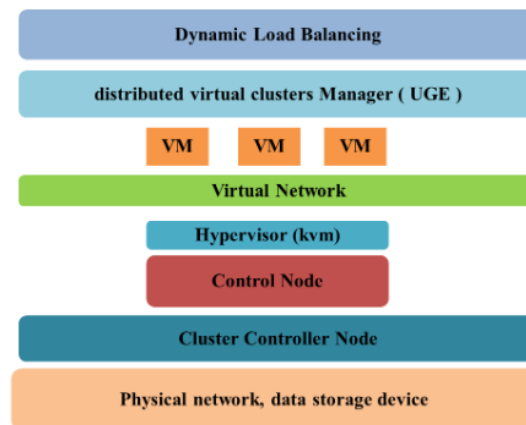 Dynamic Load Balancing
distributed virtual clusters Manager ( UGE )
VM VM VM
Virtual Network
Hypervisor (kvm)
Control Node
Cluster Controller Node
Physical network, data storage device